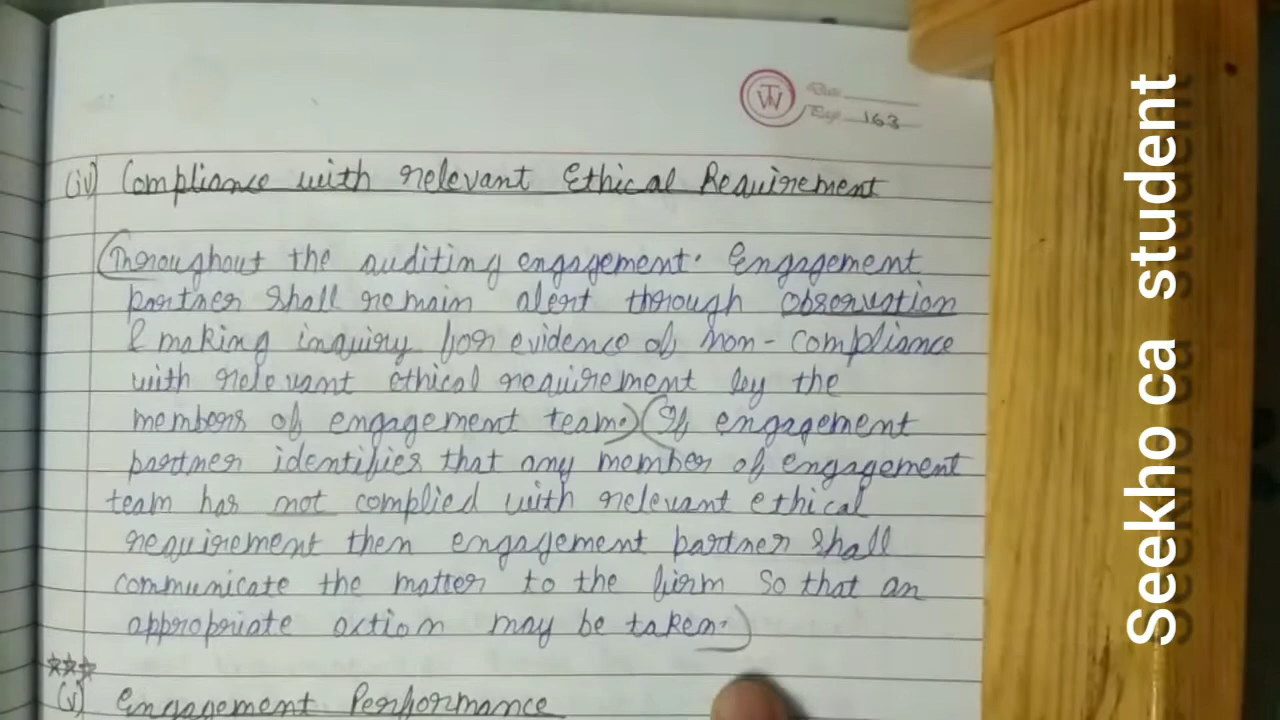 Date
Page 163
(iv) Compliance with relevant Ethical Requirement
Throughout the auditing engagement. Engagement
partner shall remain alert through observation
& making inquiry for evidence of non-compliance
with relevant ethical requirement by the
members of engagement team.) (If engagement
partner identifies that any member of engagement
team has not complied with relevant ethical
requirement then engagement partner shall
communicate the matter to the firm so that an
appropriate action may be taken.)
(v) Engagement Performance
Seekho ca student